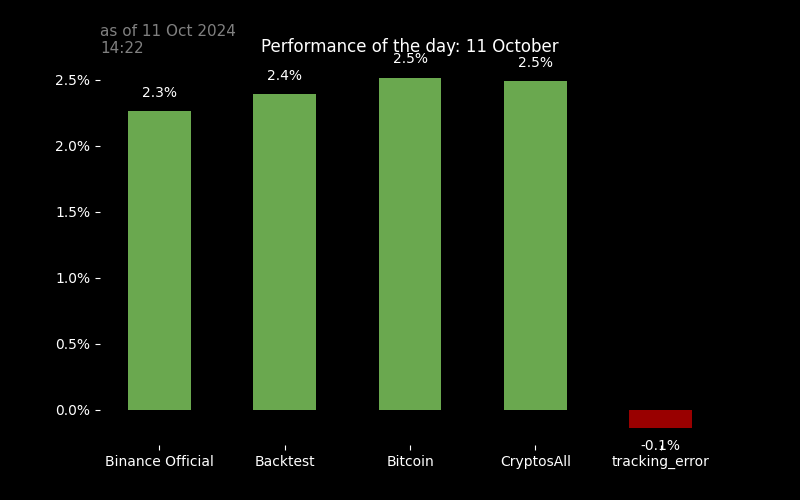 as of 11 Oct 2024
14:22
Performance of the day: 11 October
2.5%
2.0%
1.5%
1.0%
0.5%
0.0%
2.3%
2.4%
2.5%
2.5%
-0.1%
Binance Official
Backtest
Bitcoin
CryptosAll
tracking_error